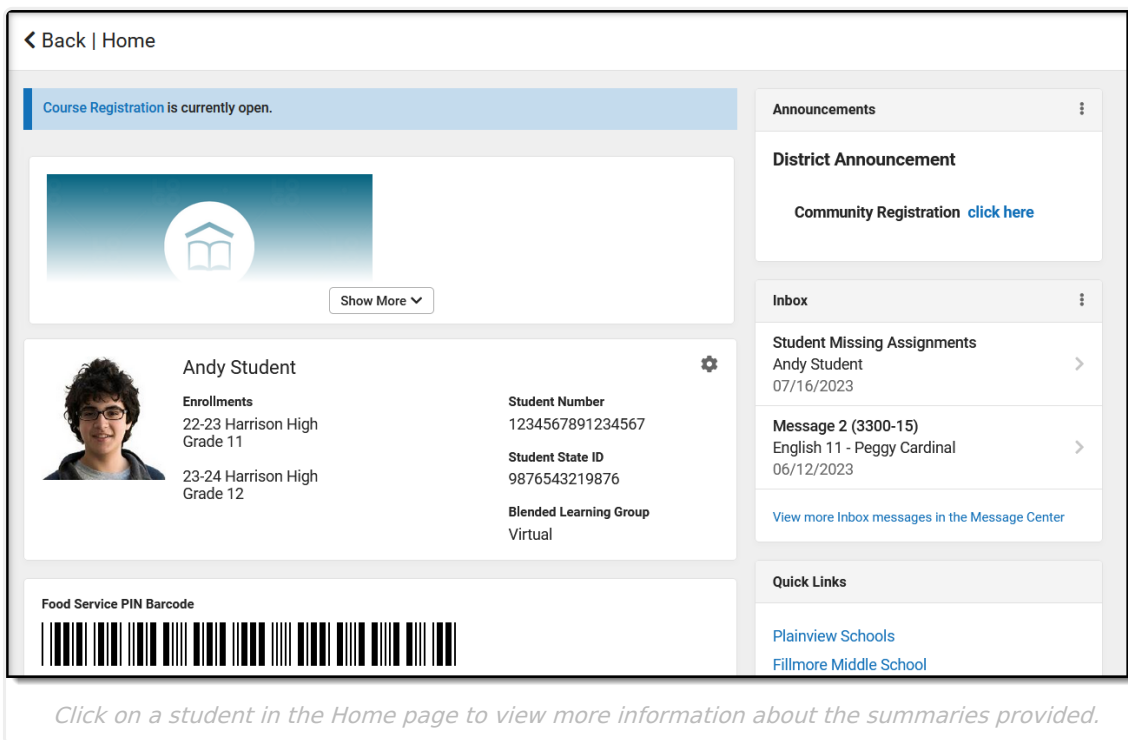 Back | Home
Course Registration is currently open.
Show More
Andy Student
Enrollments
22-23 Harrison High
Grade 11
23-24 Harrison High
Grade 12
Student Number
1234567891234567
Student State ID
9876543219876
Blended Learning Group
Virtual
Food Service PIN Barcode
Announcements
District Announcement
Community Registration click here
Inbox
Student Missing Assignments
Andy Student
07/16/2023
Message 2 (3300-15)
English 11 - Peggy Cardinal
06/12/2023
View more Inbox messages in the Message Center
Quick Links
Plainview Schools
Fillmore Middle School
Click on a student in the Home page to view more information about the summaries provided.